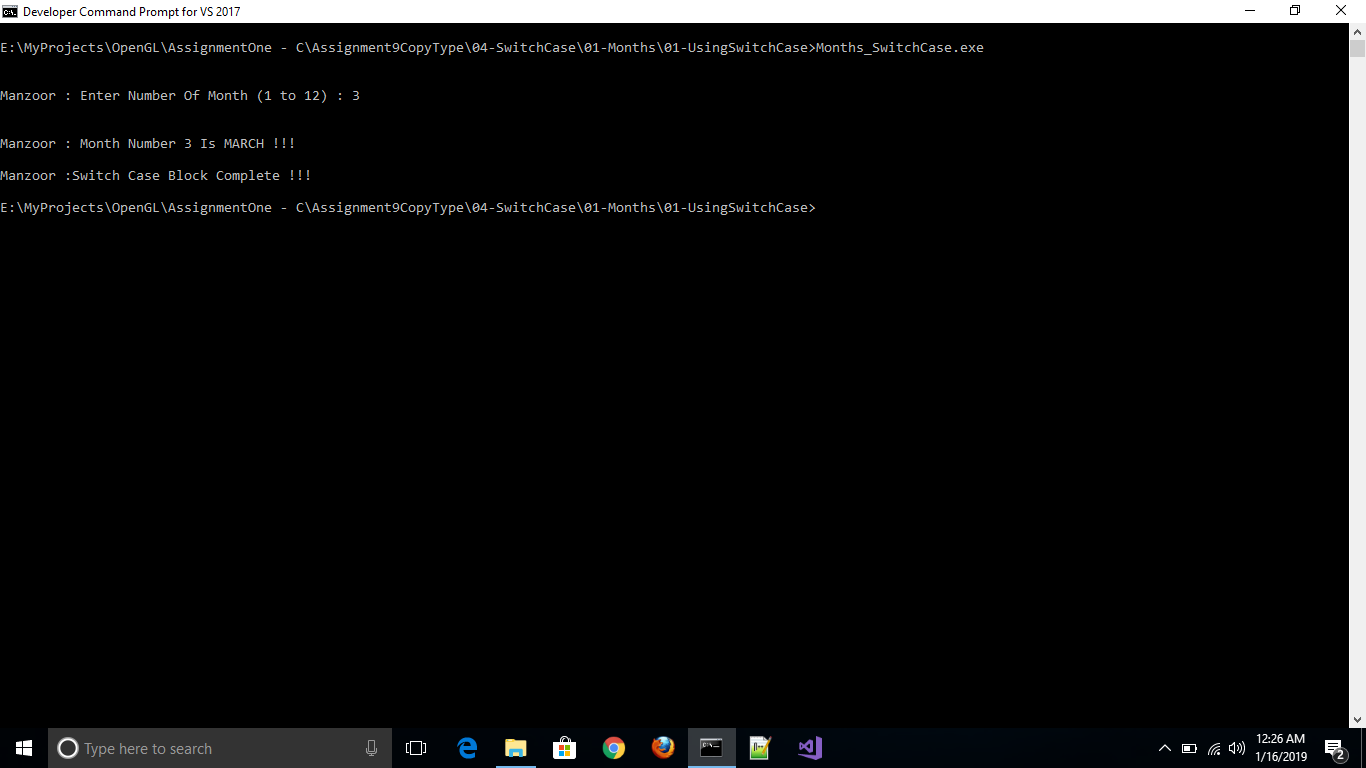 Developer Command Prompt for VS 2017
E:\MyProjects\OpenGL\AssignmentOne - C\Assignment9CopyType\04-SwitchCase\01-Months\01-UsingSwitchCase>Months_SwitchCase.exe
Manzoor : Enter Number Of Month (1 to 12) : 3
Manzoor : Month Number 3 Is MARCH !!!
Manzoor :Switch Case Block Complete !!!
E:\MyProjects\OpenGL\AssignmentOne - C\Assignment9CopyType\04-SwitchCase\01-Months\01-UsingSwitchCase>
Type here to search
12:26 AM
1/16/2019
2